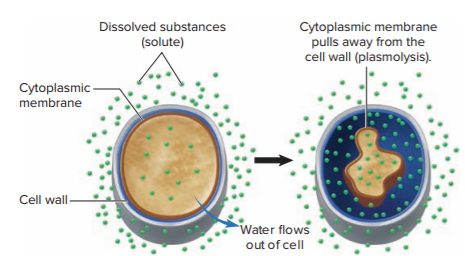 Dissolved substances
(solute)
Cytoplasmic membrane
pulls away from the
cell wall (plasmolysis).
Cytoplasmic
membrane
Cell wall
Water flows
out of cell